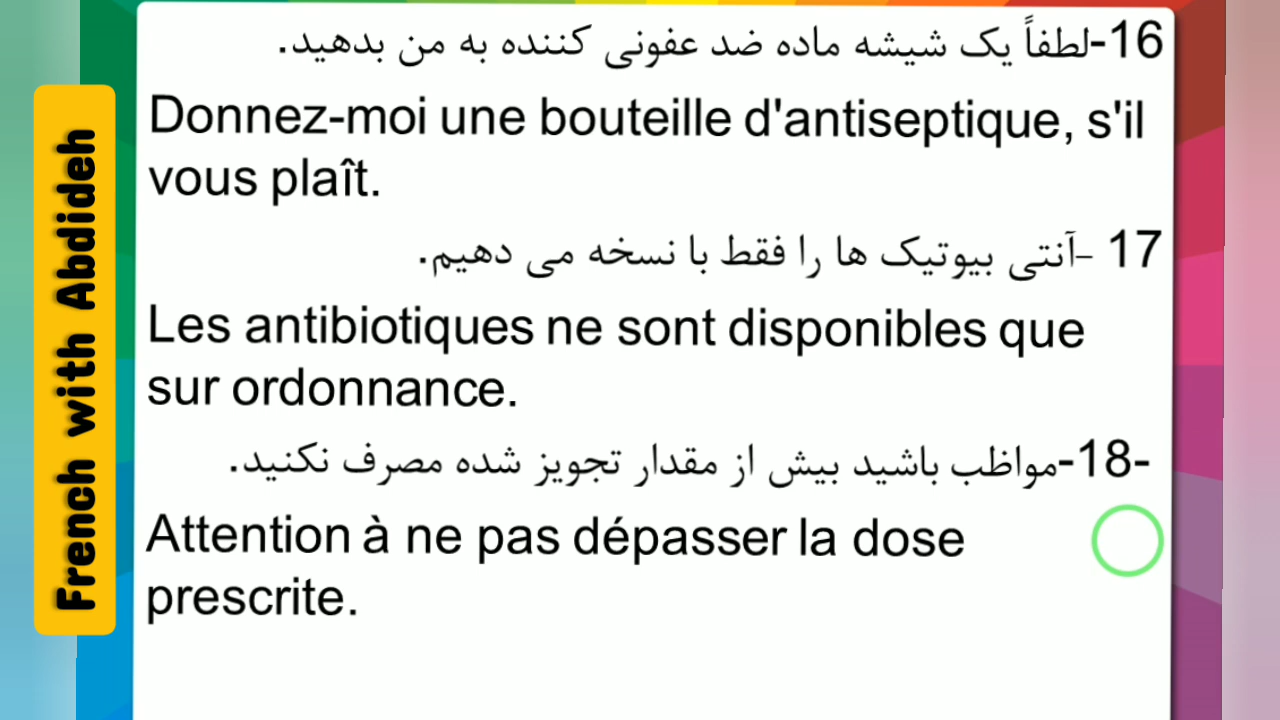 French with Abdideh
16-لطفاً یک شیشه ماده ضد عفونی کننده به من بدهید.
Donnez-moi une bouteille d'antiseptique, s'il
vous plaît.
17 -آنتی بیوتیک ها را فقط با نسخه می دهیم.
Les antibiotiques ne sont disponibles que
sur ordonnance.
-18-مواظب باشید بیش از مقدار تجویز شده مصرف نکنید.
Attention à ne pas dépasser la dose
prescrite.